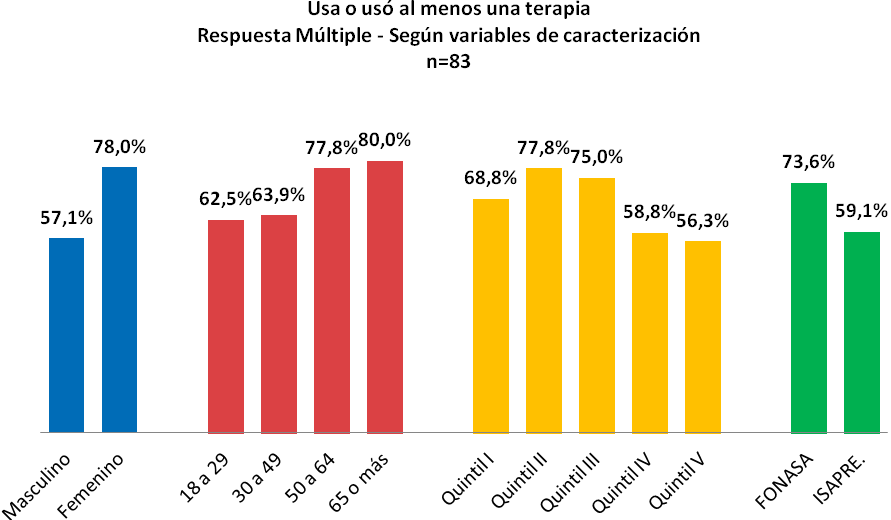 Usa o usó al menos una terapia
Respuesta Múltiple - Según variables de caracterización
n=83
57,1%
78,0%
62,5%
63,9%
77,8%
80,0%
68,8%
77,8%
75,0%
58,8%
56,3%
73,6%
59,1%
Masculino
Femenino
18 a 29
30 a 49
50 a 64
65 o más
Quintil I
Quintil II
Quintil III
Quintil IV
Quintil V
FONASA
ISAPRE.